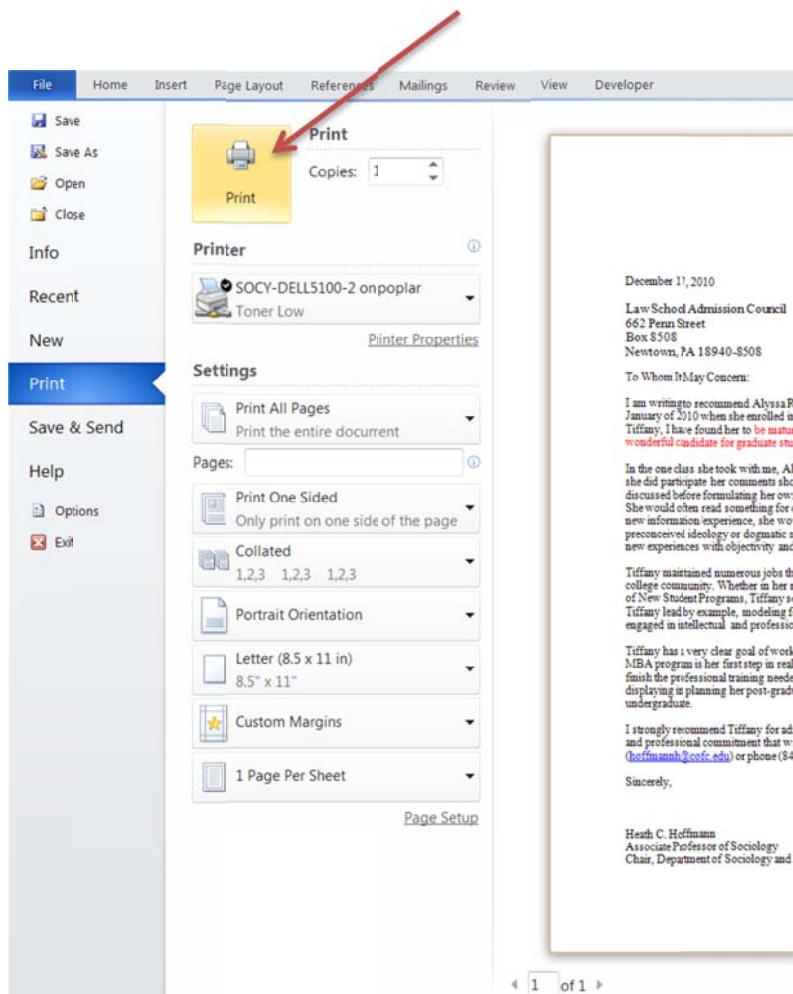 File Home Insert Page Layout References Mailings Review View Developer
Save
Save As
Open
Close
Info
Recent
New
Print
Save & Send
Help
Options
Exit
Print
Print
Copies: 1
Printer
SOCY-DELL5100-2 onpoplar
Toner Low
Printer Properties
Settings
Print All Pages
Print the entire document
Pages:
Print One Sided
Only print on one side of the page
Collated
1,2,3 1,2,3 1,2,3
Portrait Orientation
Letter (8.5 x 11 in)
8.5" x 11"
Custom Margins
1 Page Per Sheet
Page Setup
December 17, 2010
Law School Admission Council
662 Penn Street
Box 8508
Newtown, PA 18940-8508
To Whom It May Concern:
I am writing to recommend Alyssa R
January of 2010 when she enrolled in
Tiffany, I have found her to be matu
wonderful candidate for graduate stu
In the one class she took with me, Al
she did participate her comments sho
discussed before formulating her ow
She would often read something for
new information/experience, she wo
preconceived ideology or dogmatic s
new experiences with objectivity and
Tiffany maintained numerous jobs th
college community. Whether in her
of New Student Programs, Tiffany s
Tiffany lead by example, modeling f
engaged in intellectual and professio
Tiffany has a very clear goal of work
MBA program is her first step in real
finish the professional training neede
displaying in planning her post-gradu
undergraduate.
I strongly recommend Tiffany for ad
and professional commitment that w
(hoffmannh@cofc.edu) or phone (84
Sincerely,
Heath C. Hoffmann
Associate Professor of Sociology
Chair, Department of Sociology and
1 of 1